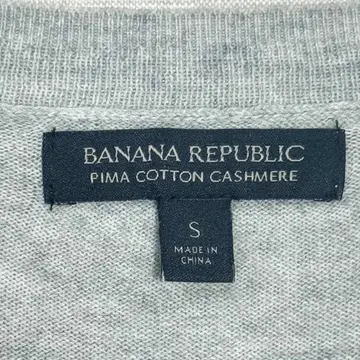 BANANA REPUBLIC
PIMA COTTON CASHMERE
S
MADE IN
CHINA